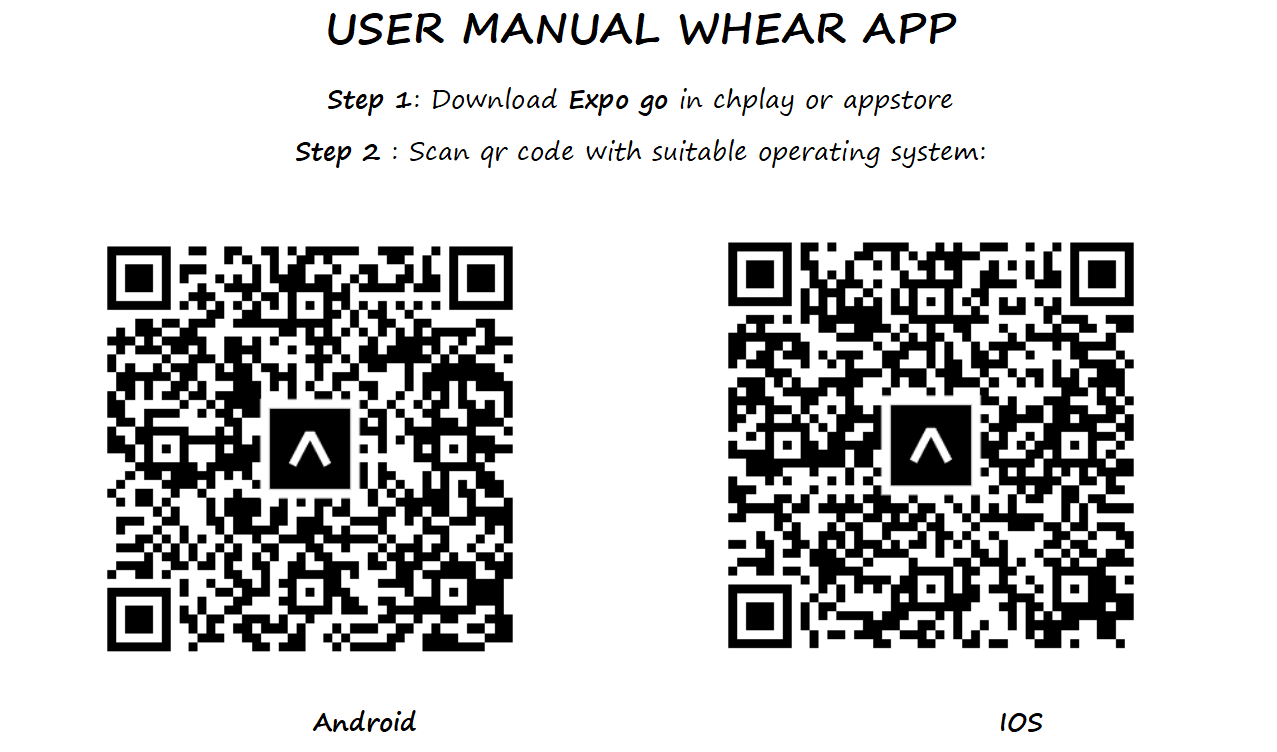 USER MANUAL WHEAR APP
Step 1: Download Expo go in chplay or appstore
Step 2 : Scan qr code with suitable operating system:
Android
IOS